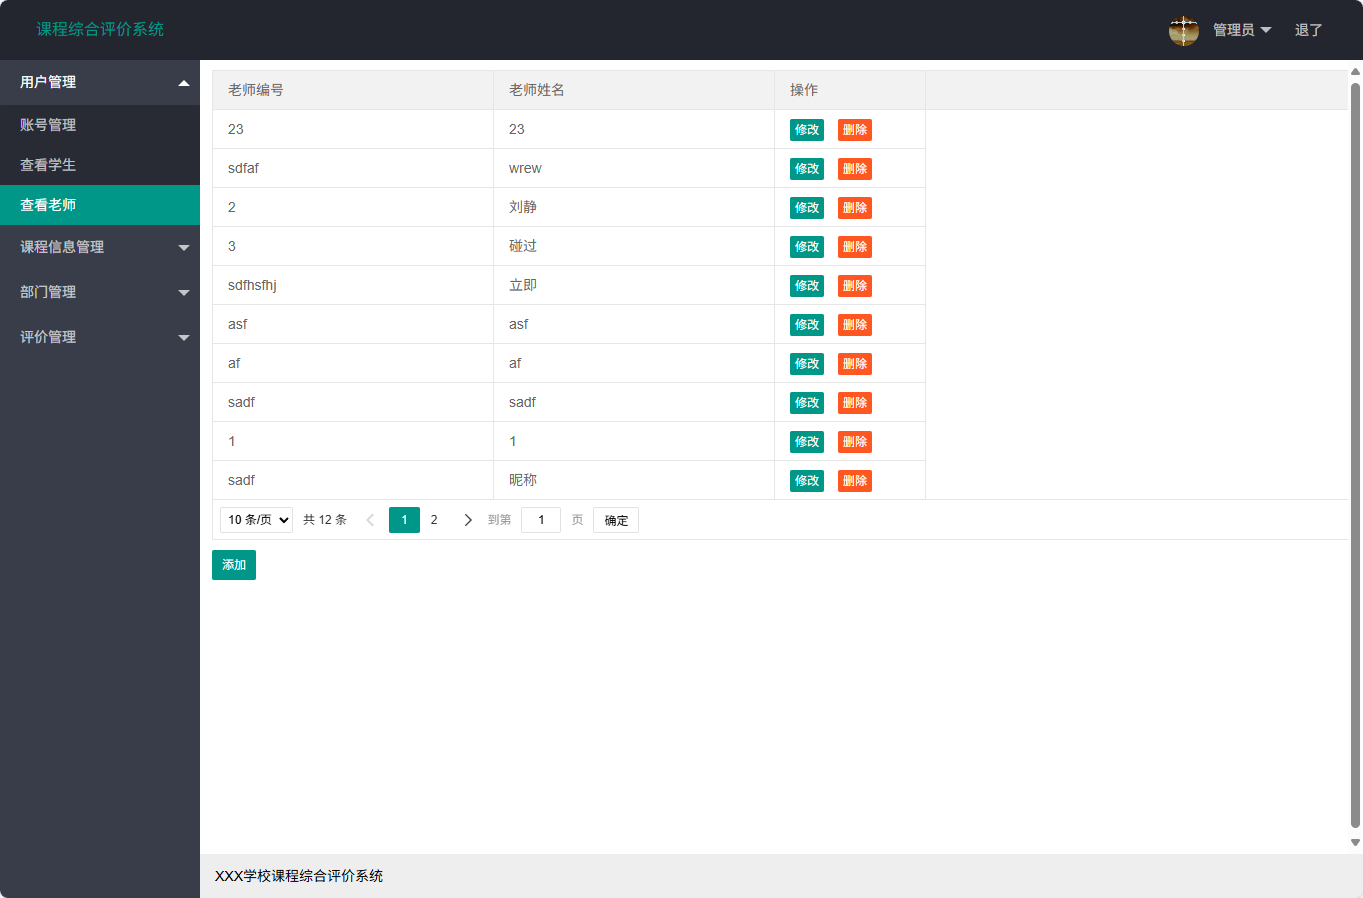 课程综合评价系统
管理员
退了
用户管理
账号管理
查看学生
查看老师
课程信息管理
部门管理
评价管理
老师编号 老师姓名 操作
23 23 修改 删除
sdfaf wrew 修改 删除
2 刘静 修改 删除
3 碰过 修改 删除
sdfhsfhj 立即 修改 删除
asf asf 修改 删除
af af 修改 删除
sadf sadf 修改 删除
1 1 修改 删除
sadf 昵称 修改 删除
10 条/页 共 12 条 1 2 到第 1 页 确定
添加
XXX学校课程综合评价系统